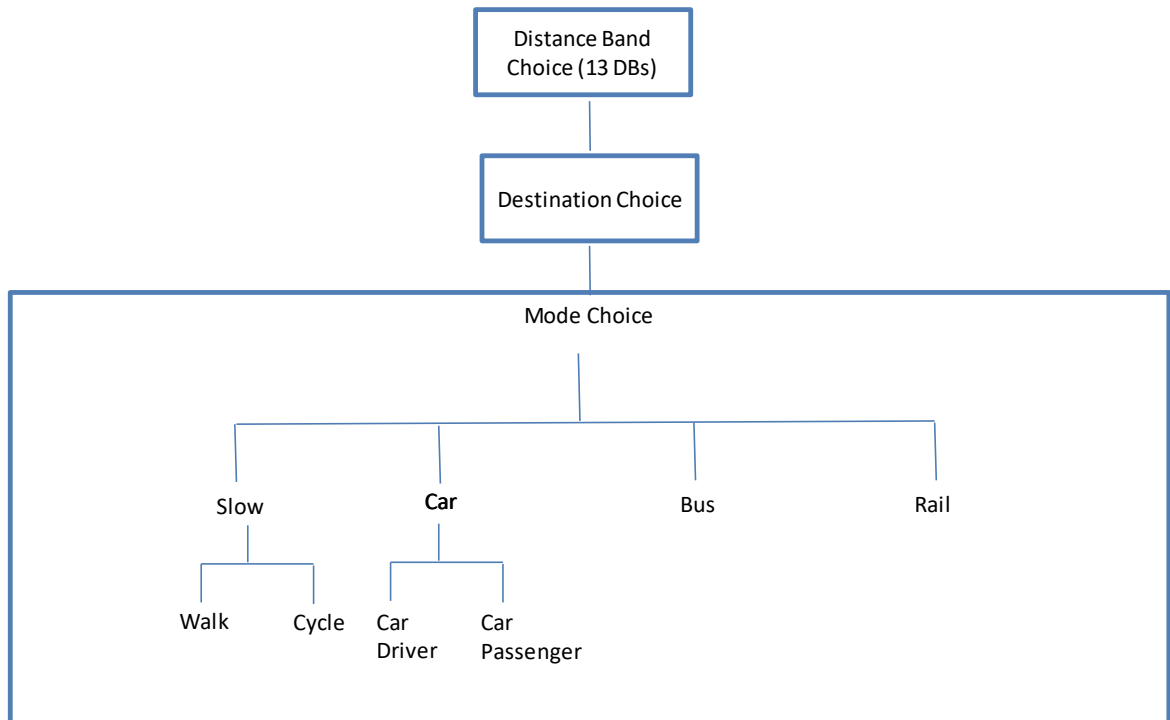 Distance Band
Choice (13 DBs)
Destination Choice
Mode Choice
Slow
Car
Bus
Rail
Walk
Cycle
Car
Driver
Car
Passenger